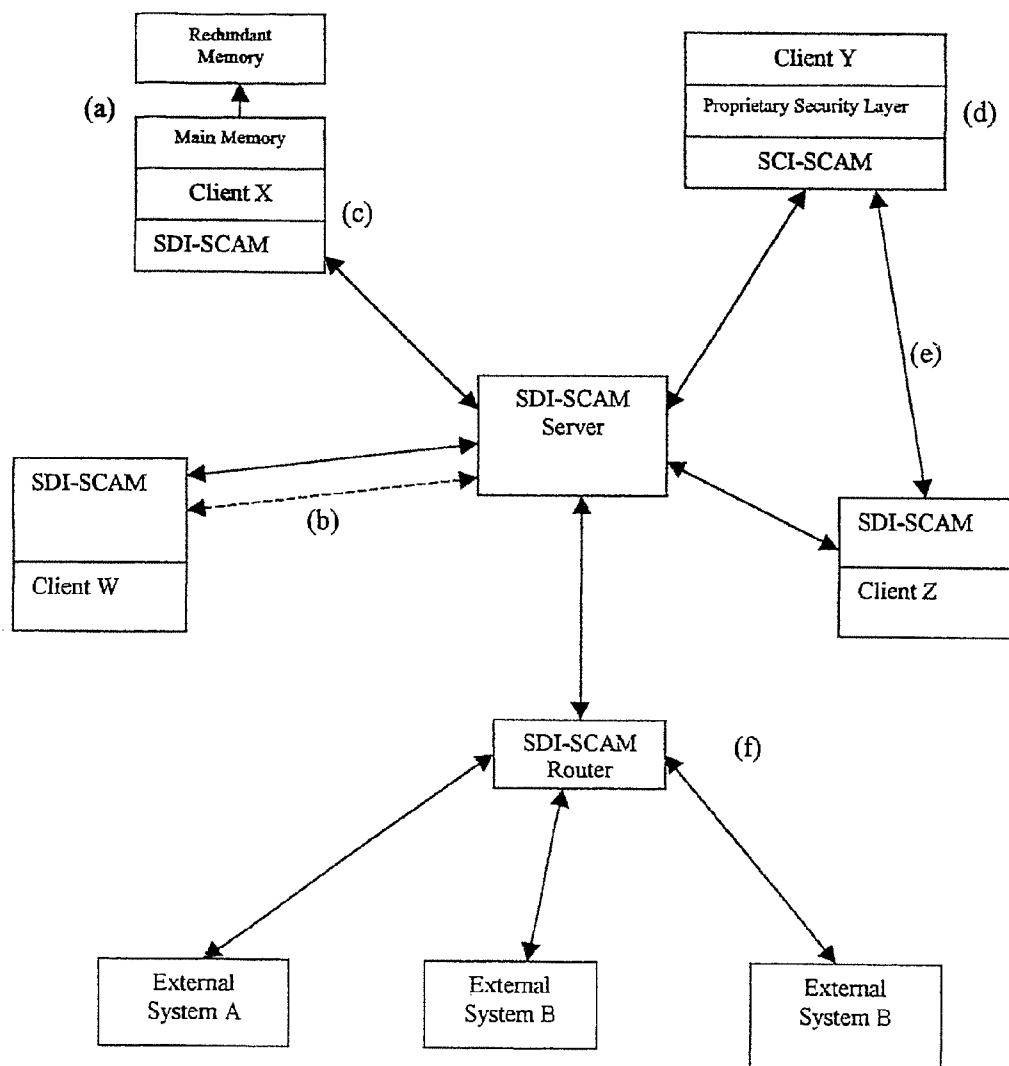 Redundant
Memory
(a)
Main Memory
Client X
(c)
SDI-SCAM
Client Y
Proprietary Security Layer
(d)
SCI-SCAM
(e)
SDI-SCAM
Server
SDI-SCAM
(b)
Client W
SDI-SCAM
Client Z
SDI-SCAM
Router
(f)
External
System A
External
System B
External
System B